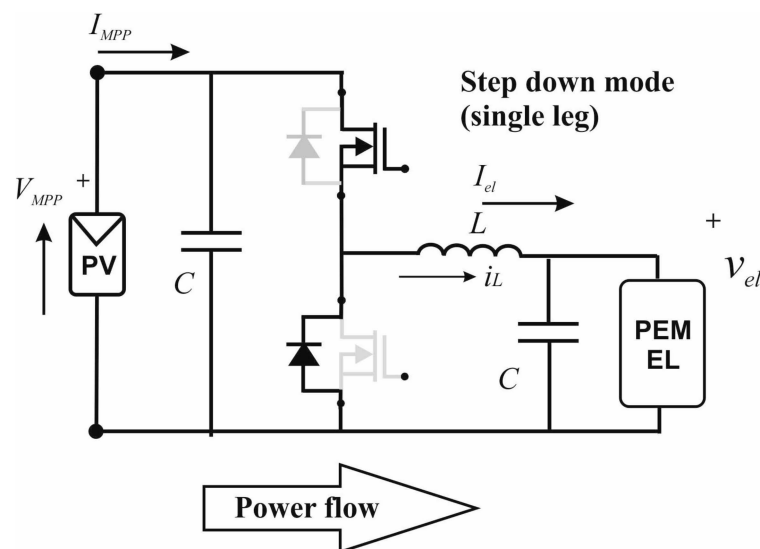 I_MPP
Step down mode
(single leg)
I_el
V_MPP
+
L
+
PV
C
i_L
v_el
C
PEM
EL
Power flow